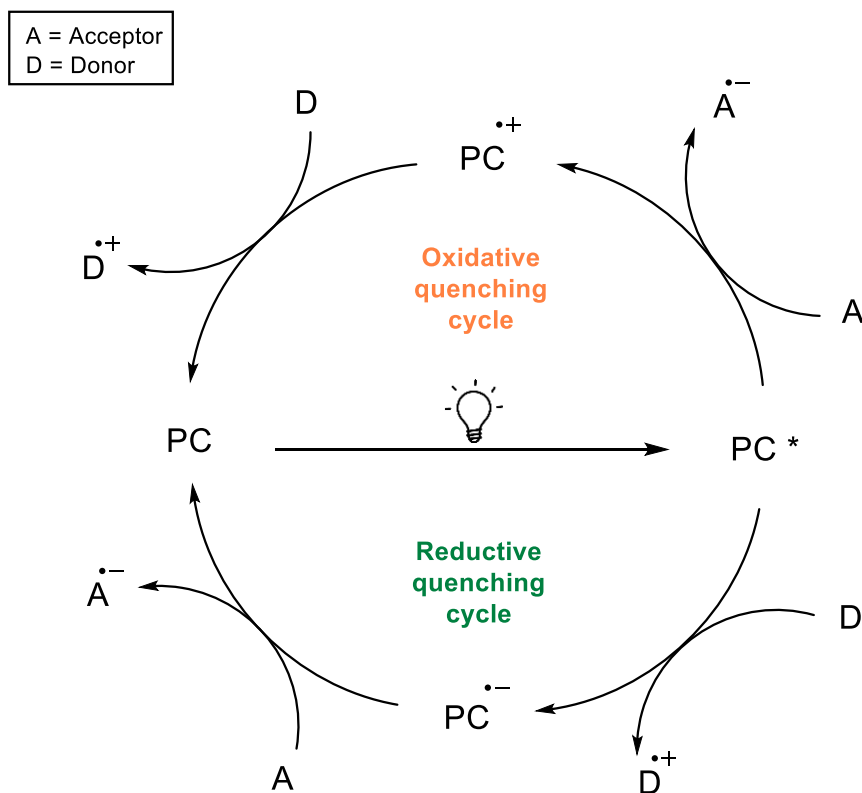 A = Acceptor
D = Donor
D
A•−
PC•+
D•+
Oxidative
quenching
cycle
A
PC
PC *
Reductive
quenching
cycle
A•−
D
PC•−
A
D•+